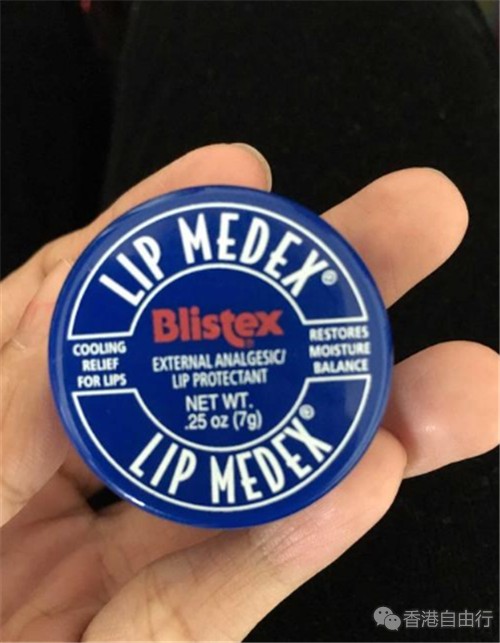 LIP MEDEX®
Blistex®
COOLING
RELIEF
FOR LIPS
EXTERNAL ANALGESIC/
LIP PROTECTANT
RESTORES
MOISTURE
BALANCE
NET WT.
.25 oz (7g)
LIP MEDEX®
香港自由行